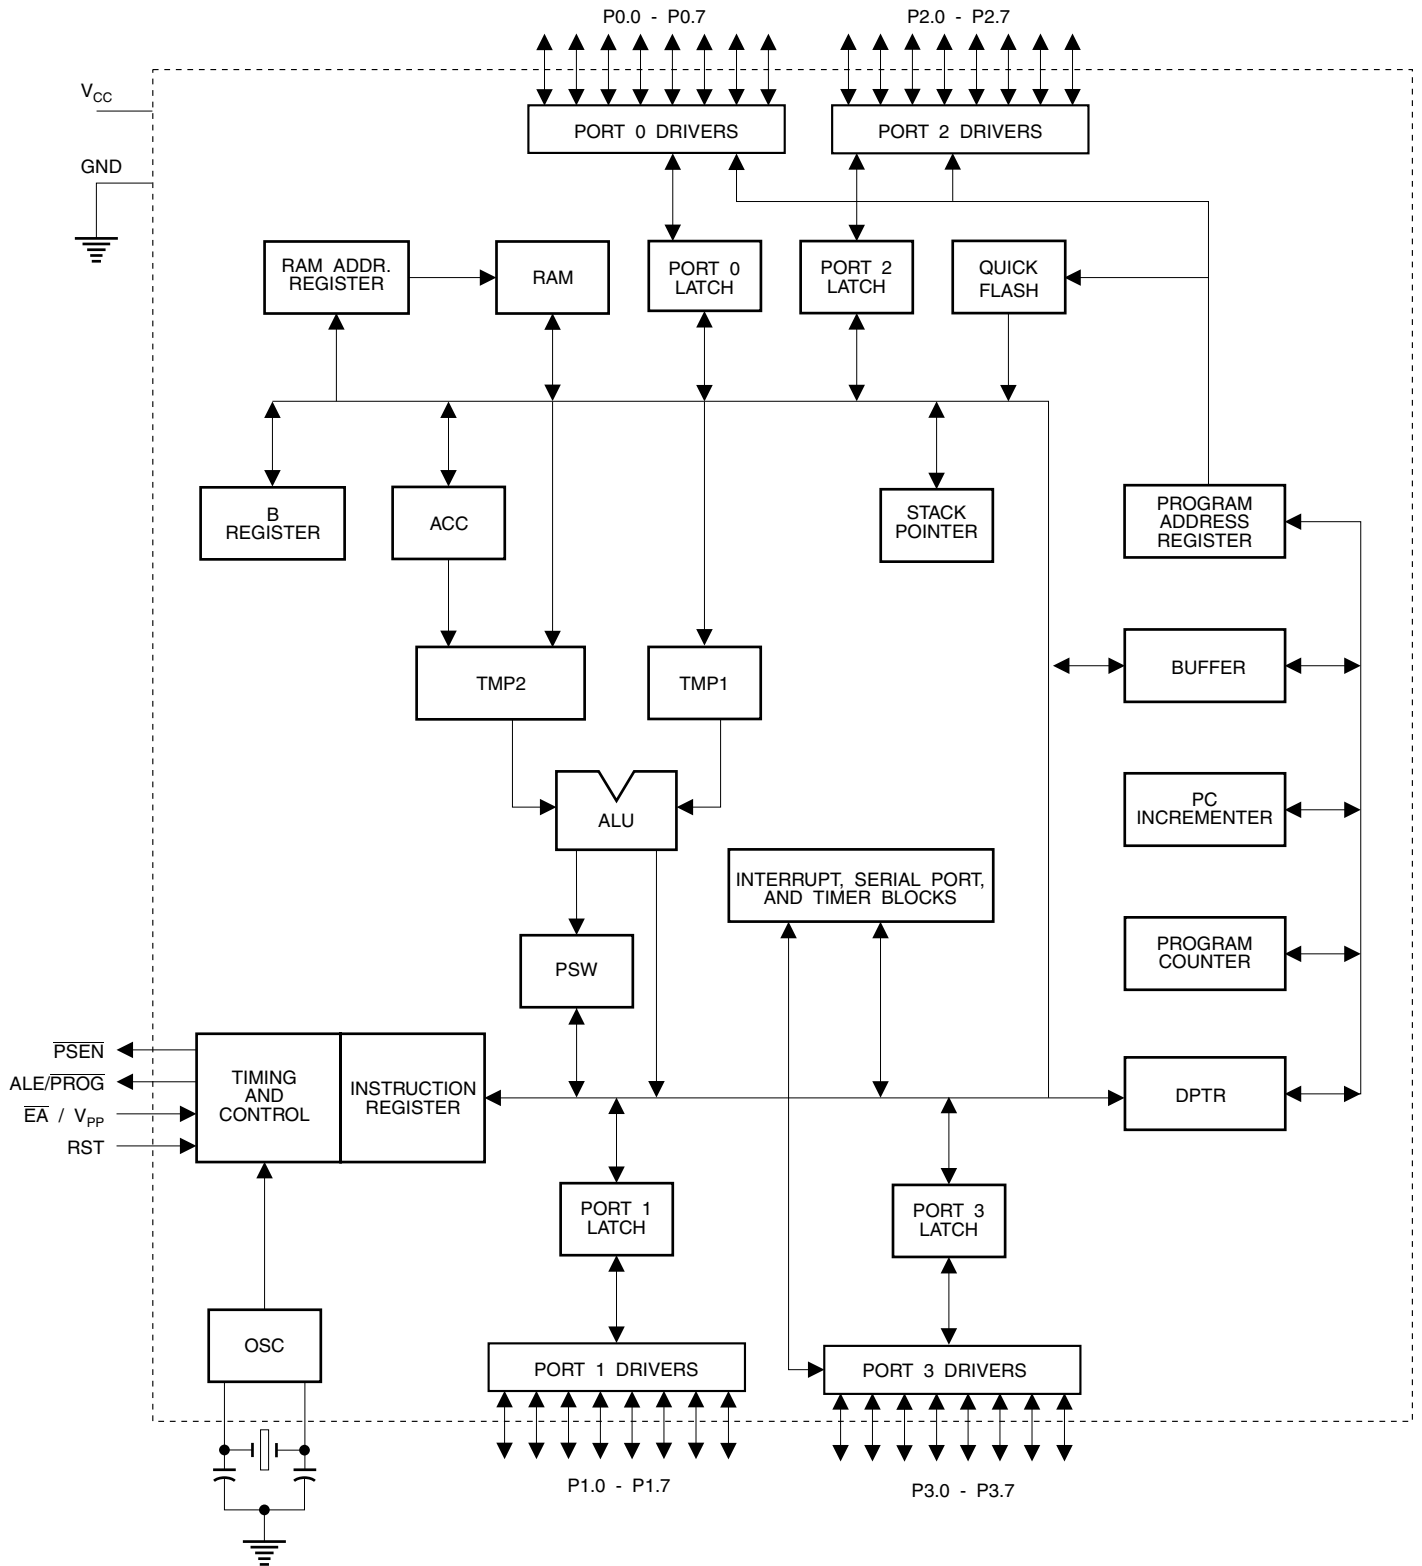 P0.0 - P0.7
P2.0 - P2.7
VCC
PORT 0 DRIVERS
PORT 2 DRIVERS
GND
RAM ADDR.
REGISTER
RAM
PORT 0
LATCH
PORT 2
LATCH
QUICK
FLASH
B
REGISTER
ACC
STACK
POINTER
PROGRAM
ADDRESS
REGISTER
BUFFER
TMP2
TMP1
ALU
PC
INCREMENTER
INTERRUPT, SERIAL PORT,
AND TIMER BLOCKS
PSW
PROGRAM
COUNTER
PSEN
ALE/PROG
EA / VPP
RST
TIMING
AND
CONTROL
INSTRUCTION
REGISTER
DPTR
PORT 1
LATCH
PORT 3
LATCH
OSC
PORT 1 DRIVERS
PORT 3 DRIVERS
P1.0 - P1.7
P3.0 - P3.7